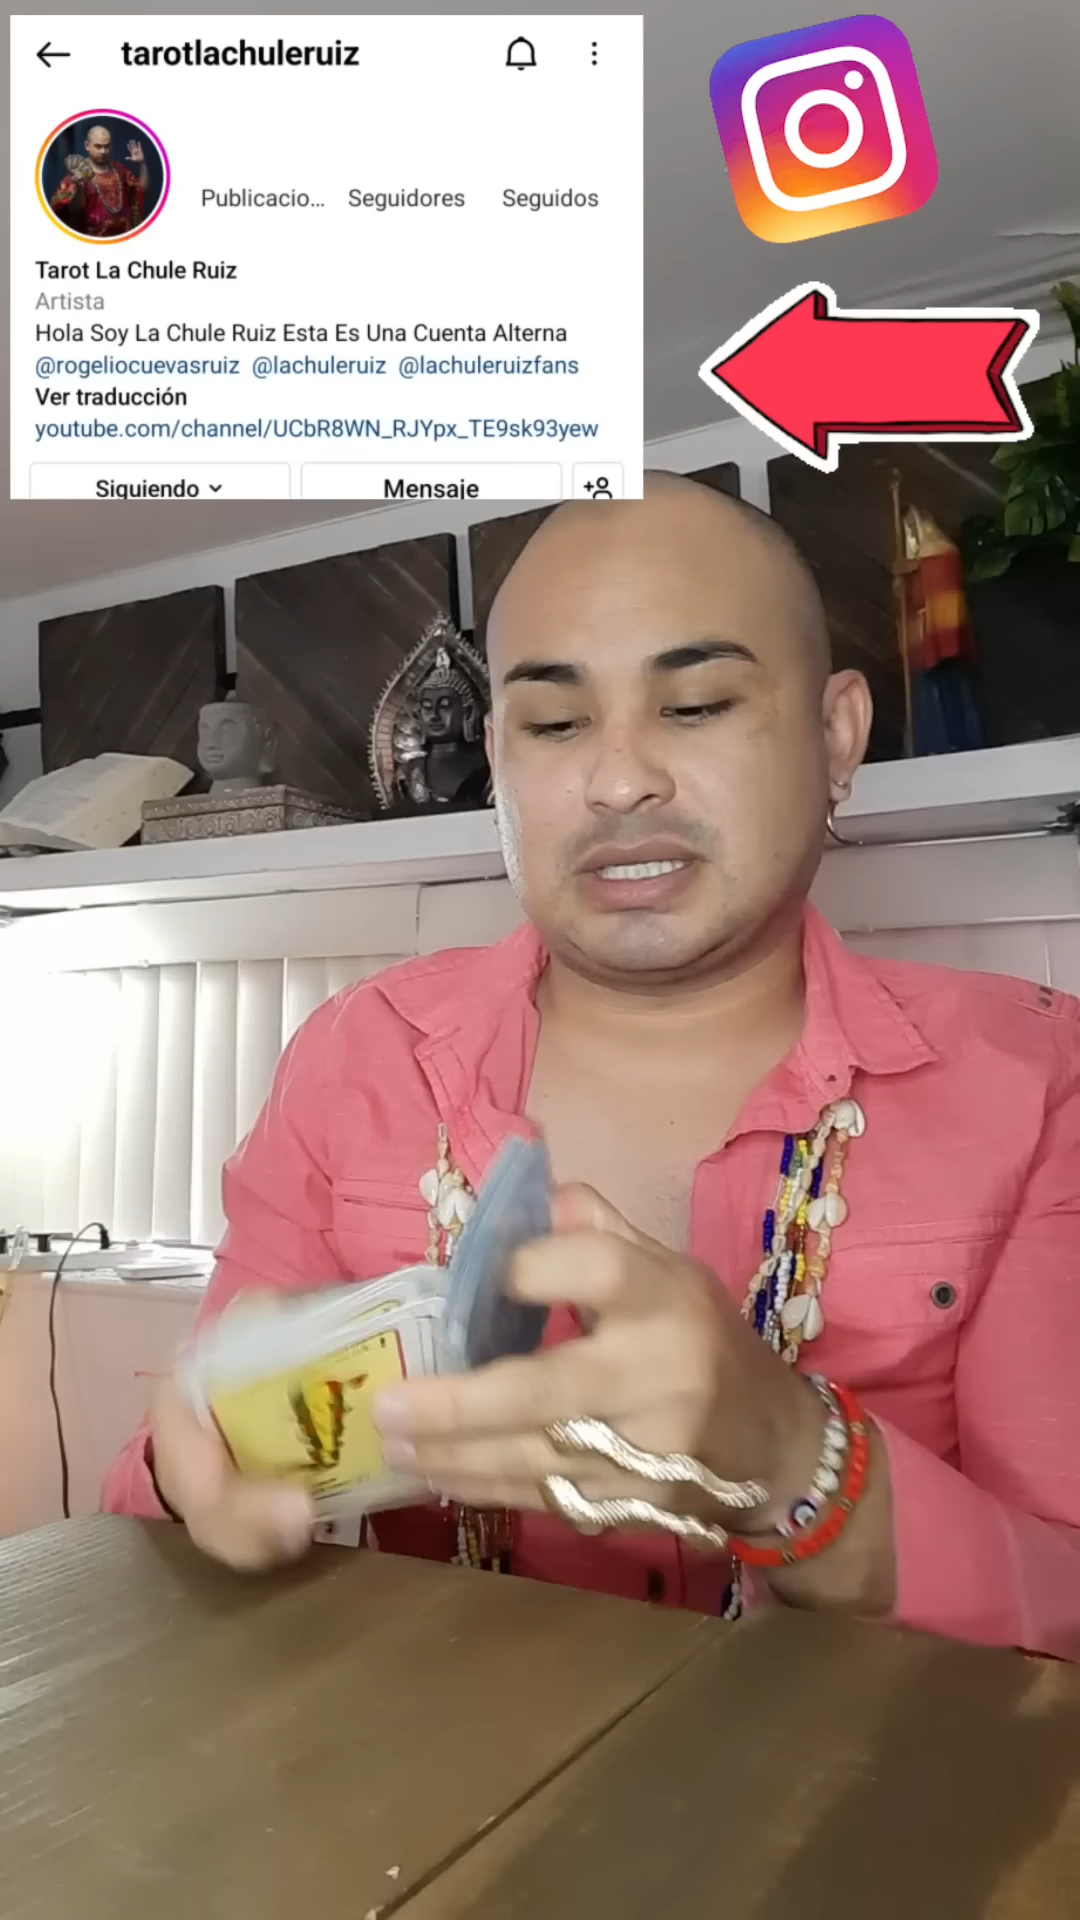 tarotlachuleruiz
Publicacio... Seguidores Seguidos
Tarot La Chule Ruiz
Artista
Hola Soy La Chule Ruiz Esta Es Una Cuenta Alterna
@rogeliocuevasruiz @lachuleruiz @lachuleruizfans
Ver traducción
youtube.com/channel/UCbR8WN_RJYpx_TE9sk93yew
Siguiendo
Mensaje